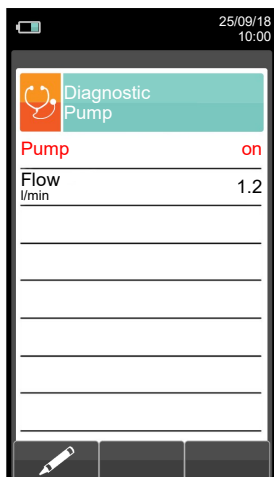 25/09/18
10:00
Diagnostic
Pump
Pump on
Flow 1.2
l/min